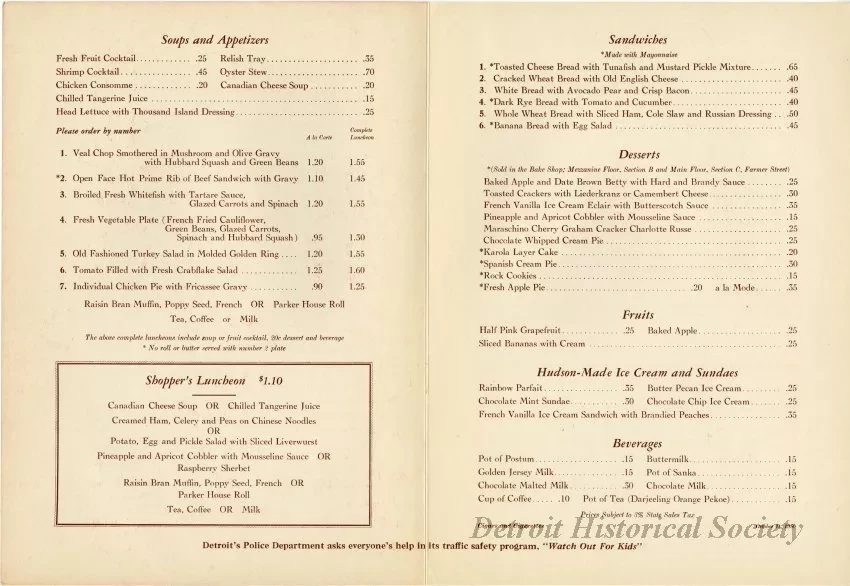 Soups and Appetizers
Fresh Fruit Cocktail............. .25 Relish Tray...................... .35
Shrimp Cocktail................ .45 Oyster Stew...................... .70
Chicken Consomme ............ .20 Canadian Cheese Soup .......... .20
Chilled Tangerine Juice ........................................... .15
Head Lettuce with Thousand Island Dressing........................ .25
Please order by number A la Carte Complete Luncheon
1. Veal Chop Smothered in Mushroom and Olive Gravy
with Hubbard Squash and Green Beans 1.20 1.55
*2. Open Face Hot Prime Rib of Beef Sandwich with Gravy 1.10 1.45
3. Broiled Fresh Whitefish with Tartare Sauce,
Glazed Carrots and Spinach 1.20 1.55
4. Fresh Vegetable Plate (French Fried Cauliflower,
Green Beans, Glazed Carrots,
Spinach and Hubbard Squash) .95 1.30
5. Old Fashioned Turkey Salad in Molded Golden Ring .... 1.20 1.55
6. Tomato Filled with Fresh Crabflake Salad ............. 1.25 1.60
7. Individual Chicken Pie with Fricassee Gravy ........... .90 1.25
Raisin Bran Muffin, Poppy Seed, French OR Parker House Roll
Tea, Coffee or Milk
The above complete luncheons include soup or fruit cocktail, 20c dessert and beverage
* No roll or butter served with number 2 plate
Shopper's Luncheon $1.10
Canadian Cheese Soup OR Chilled Tangerine Juice
Creamed Ham, Celery and Peas on Chinese Noodles
OR
Potato, Egg and Pickle Salad with Sliced Liverwurst
Pineapple and Apricot Cobbler with Mousseline Sauce OR
Raspberry Sherbet
Raisin Bran Muffin, Poppy Seed, French OR
Parker House Roll
Tea, Coffee OR Milk
Sandwiches
*Made with Mayonnaise
1. *Toasted Cheese Bread with Tunafish and Mustard Pickle Mixture....... .65
2. Cracked Wheat Bread with Old English Cheese ....................... .40
3. White Bread with Avocado Pear and Crisp Bacon..................... .45
4. *Dark Rye Bread with Tomato and Cucumber......................... .40
5. Whole Wheat Bread with Sliced Ham, Cole Slaw and Russian Dressing .. .50
6. *Banana Bread with Egg Salad ..................................... .45
Desserts
*(Sold in the Bake Shop; Mezzanine Floor, Section B and Main Floor, Section C, Farmer Street)
Baked Apple and Date Brown Betty with Hard and Brandy Sauce ......... .25
Toasted Crackers with Liederkranz or Camembert Cheese................ .30
French Vanilla Ice Cream Eclair with Butterscotch Sauce ............... .35
Pineapple and Apricot Cobbler with Mousseline Sauce .................. .15
Maraschino Cherry Graham Cracker Charlotte Russe .................... .25
Chocolate Whipped Cream Pie ...................................... .25
*Karola Layer Cake ................................................ .20
*Spanish Cream Pie................................................ .30
*Rock Cookies .................................................... .15
*Fresh Apple Pie............................. .20 a la Mode...... .35
Fruits
Half Pink Grapefruit............. .25 Baked Apple.................. .25
Sliced Bananas with Cream ......................................... .25
Hudson-Made Ice Cream and Sundaes
Rainbow Parfait................. .35 Butter Pecan Ice Cream......... .25
Chocolate Mint Sundae........... .30 Chocolate Chip Ice Cream....... .25
French Vanilla Ice Cream Sandwich with Brandied Peaches............... .35
Beverages
Pot of Postum................... .15 Buttermilk.................... .15
Golden Jersey Milk............... .15 Pot of Sanka.................. .15
Chocolate Malted Milk............ .30 Chocolate Milk................ .15
Cup of Coffee...... .10 Pot of Tea (Darjeeling Orange Pekoe)............ .15
Prices Subject to 3% State Sales Tax
Detroit Historical Society
Detroit's Police Department asks everyone's help in its traffic safety program, "Watch Out For Kids"